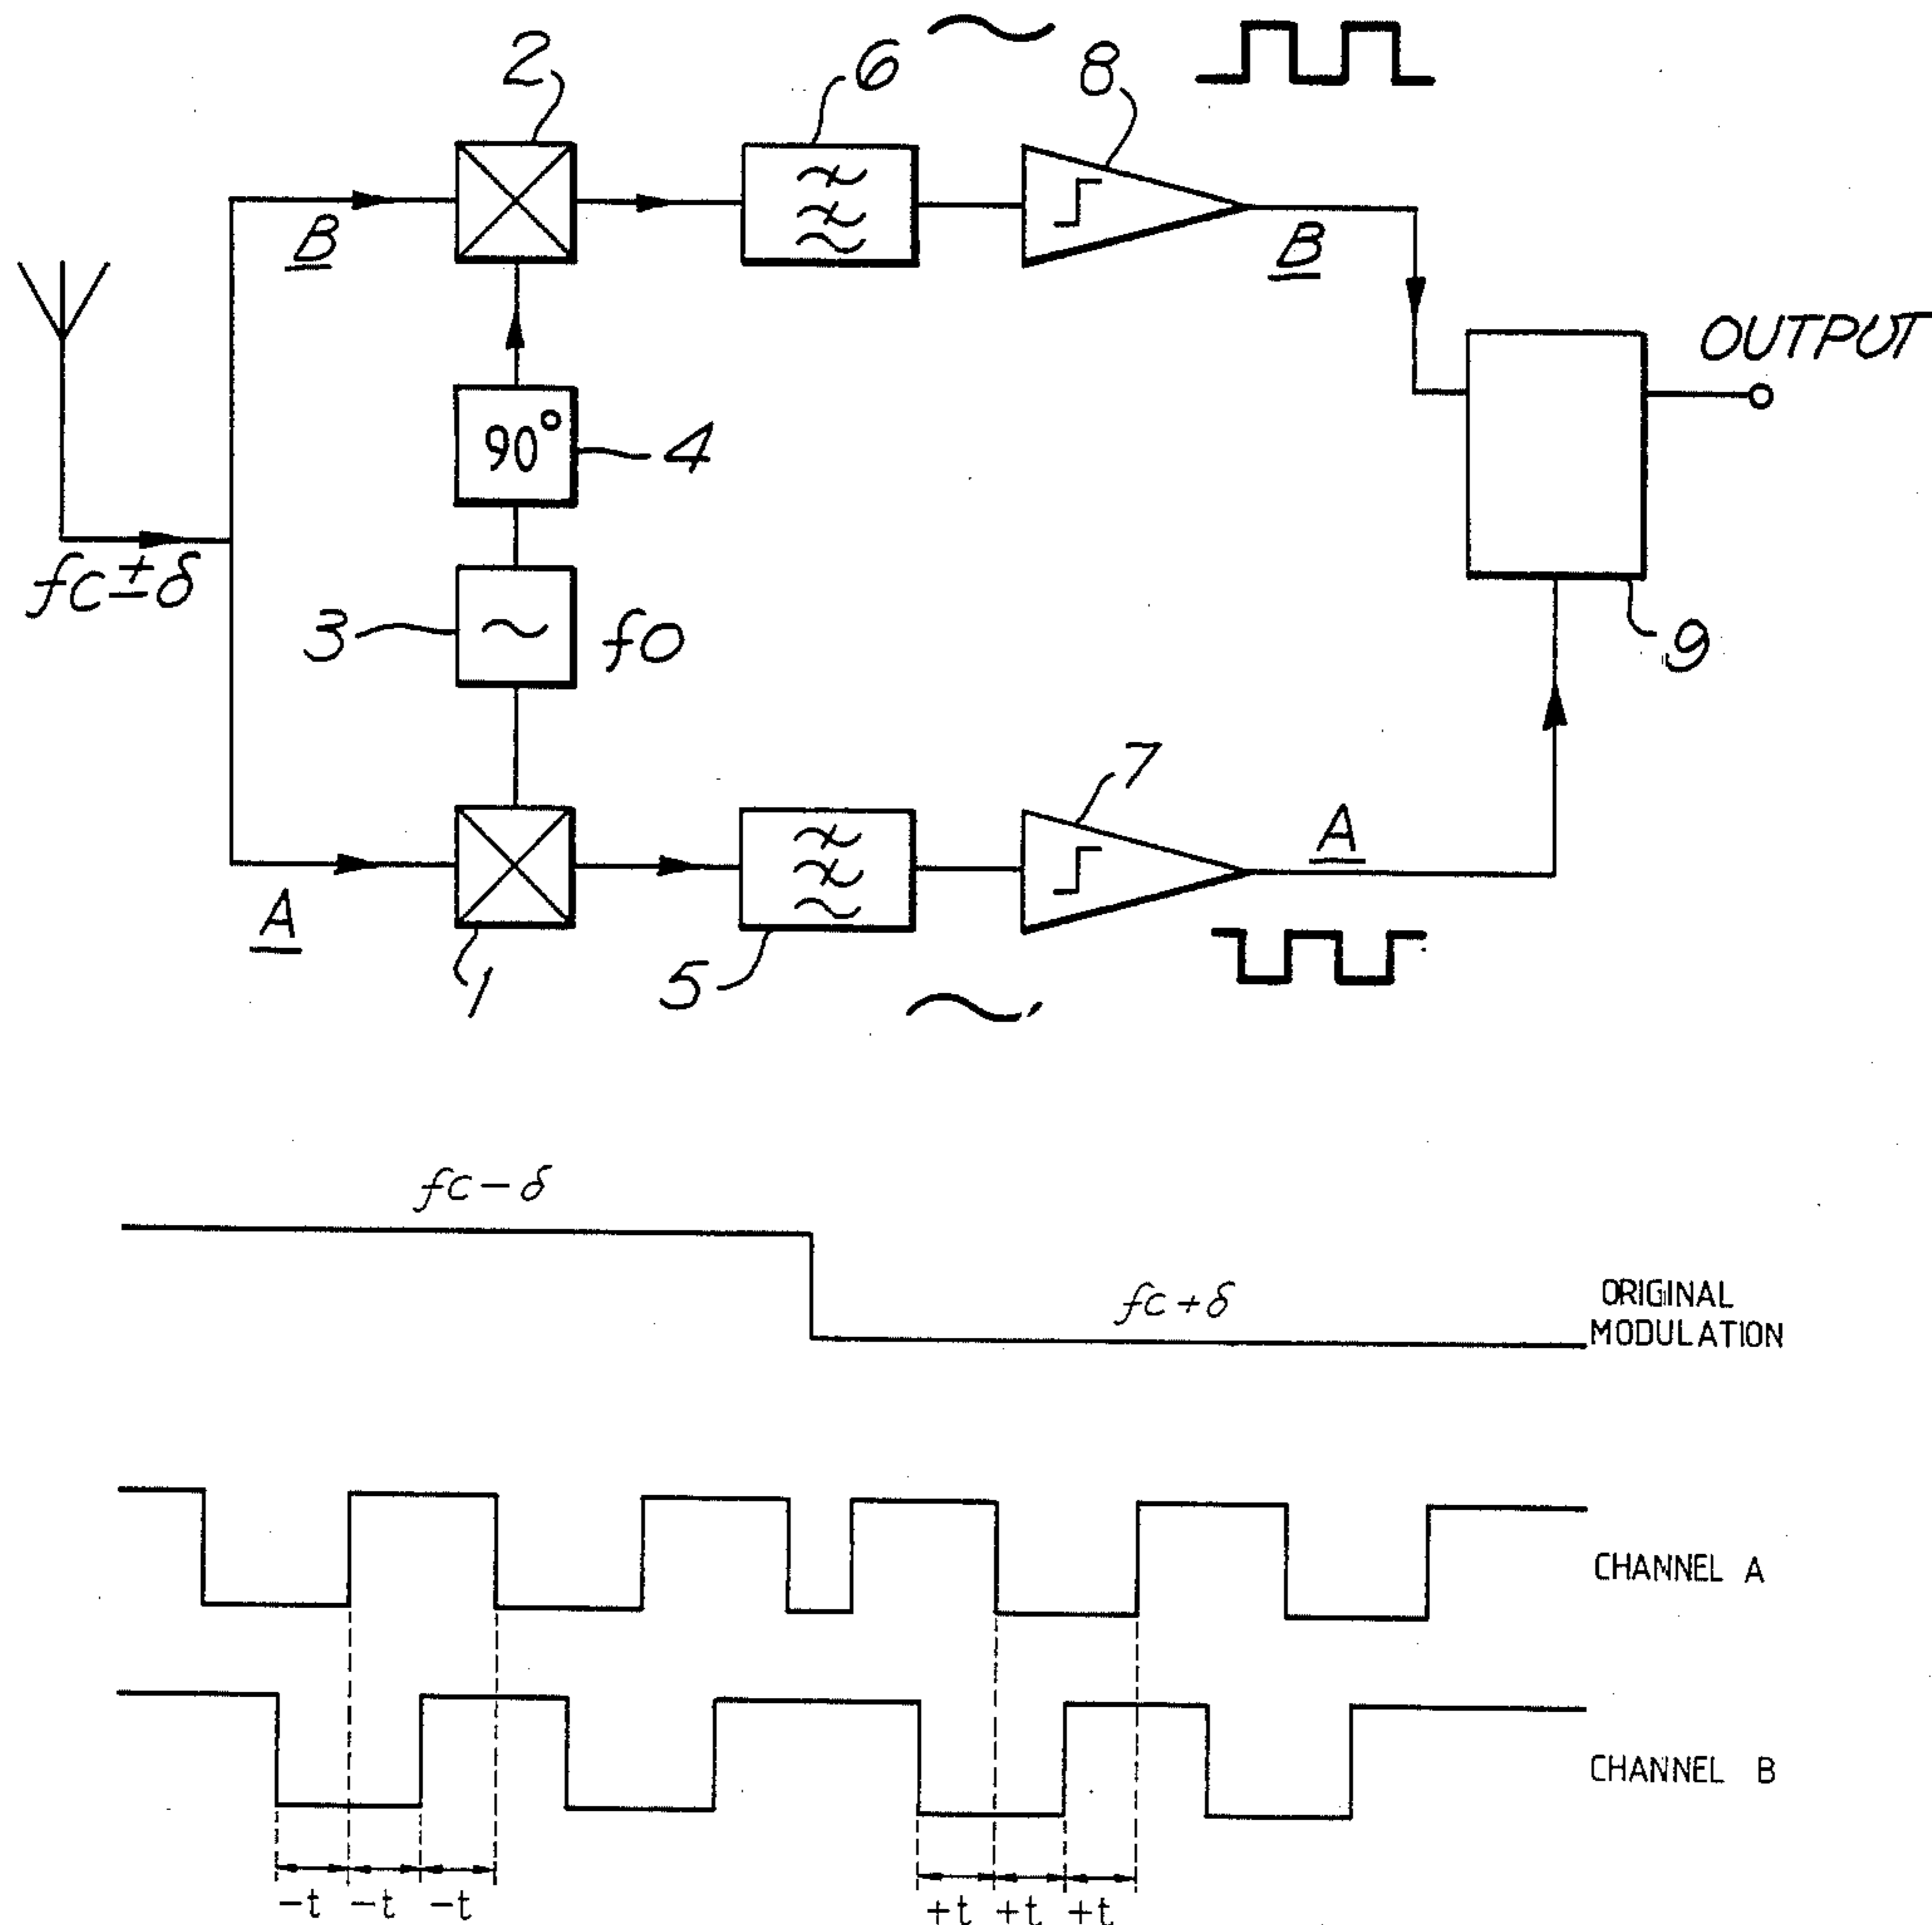 2
6
8
B
B
OUTPUT
90°
4
fc±δ
3
fo
9
7
A
A
1
5
fc-δ
fc+δ
ORIGINAL
MODULATION
CHANNEL A
CHANNEL B
-t -t -t
+t +t +t